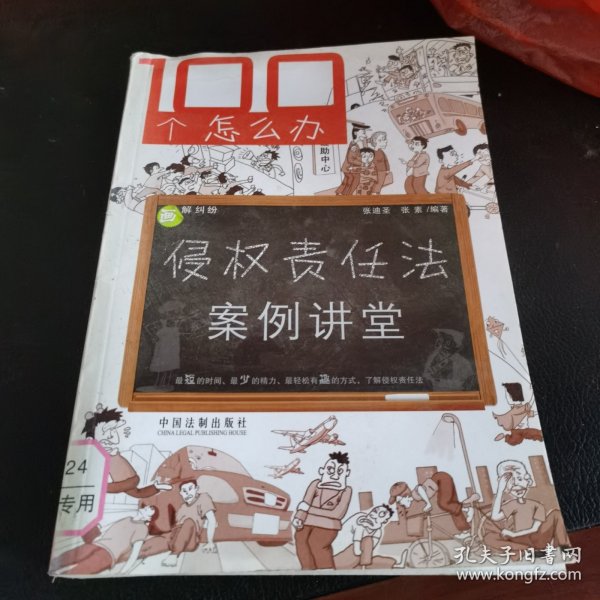 100
个怎么办
助中心
画解纠纷
张迪圣 张素/编著
侵权责任法
案例讲堂
最短的时间、最少的精力、最轻松有趣的方式,了解侵权责任法
中国法制出版社
CHINA LEGAL PUBLISHING HOUSE
24
专用
孔夫子旧书网
www.kongfz.com